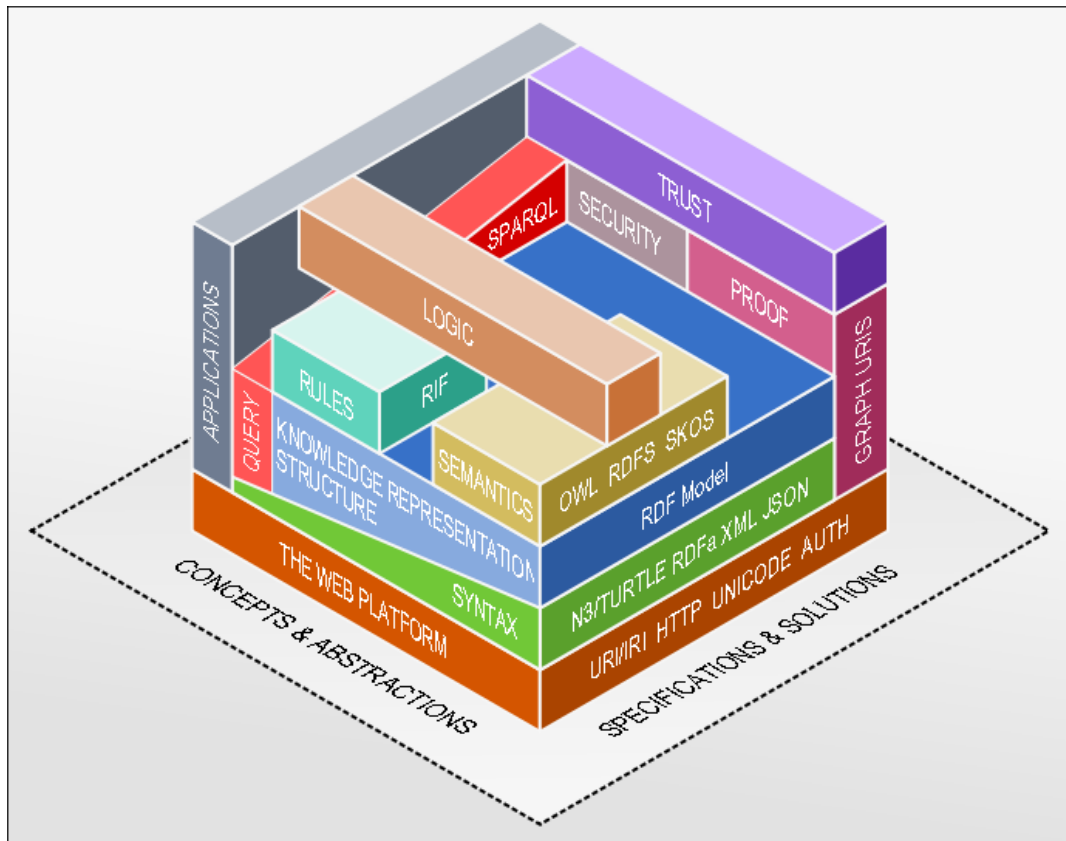 TRUST
SECURITY
SPARQL
PROOF
APPLICATIONS
LOGIC
GRAPH URIS
RULES
RIF
QUERY
KNOWLEDGE REPRESENTATION
STRUCTURE
SEMANTICS
OWL RDFS SKOS
RDF Model
SYNTAX
N3/TURTLE RDFa XML JSON
THE WEB PLATFORM
URI/IRI HTTP UNICODE AUTH
CONCEPTS & ABSTRACTIONS
SPECIFICATIONS & SOLUTIONS